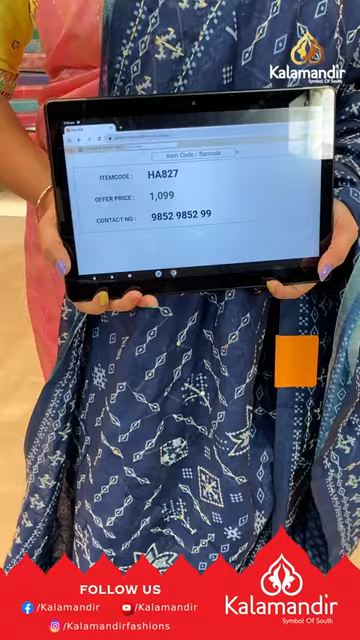 Kalamandir
Symbol Of South
Item Code / Barcode
ITEMCODE : HA827
OFFER PRICE : 1,099
CONTACT NO : 9852 9852 99
FOLLOW US
/Kalamandir /Kalamandir
/Kalamandirfashions
Kalamandir
Symbol Of South